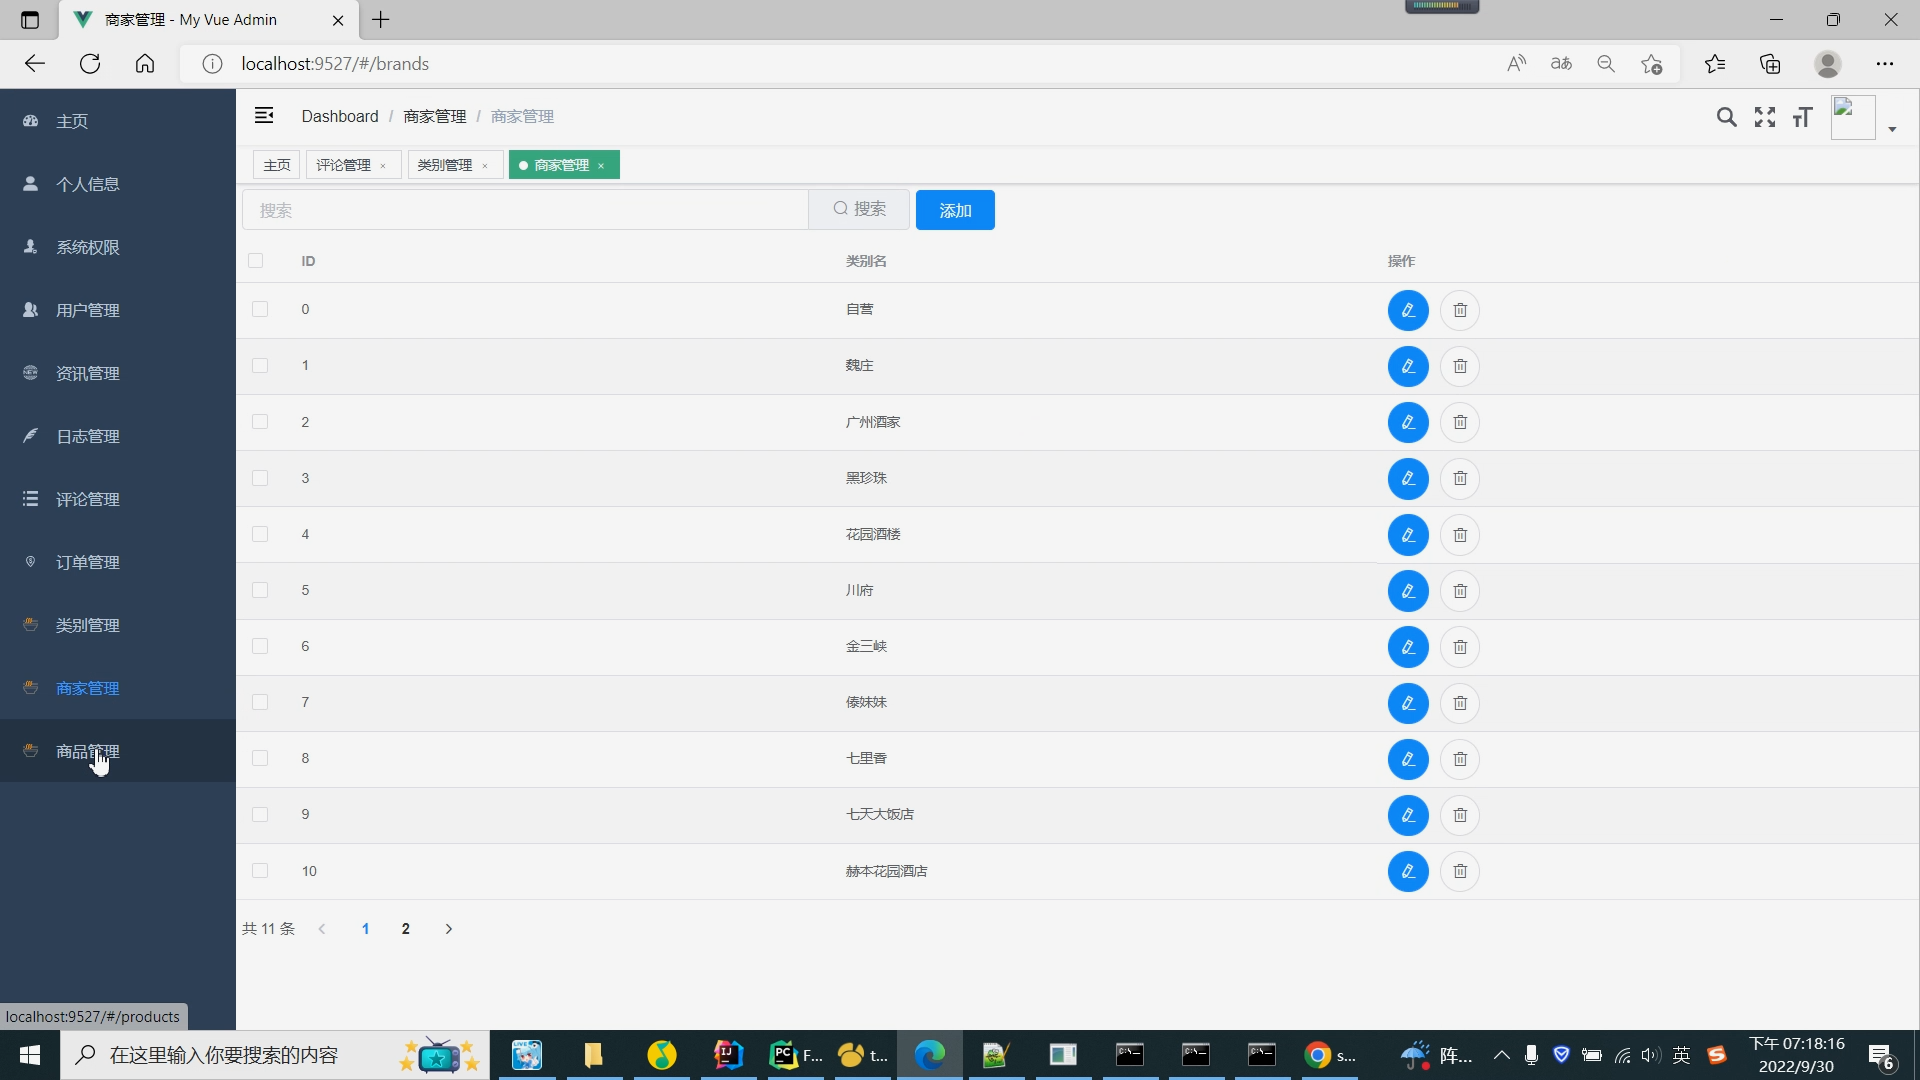 商家管理 - My Vue Admin
localhost:9527/#/brands
主页
个人信息
系统权限
用户管理
资讯管理
日志管理
评论管理
订单管理
类别管理
商家管理
商品管理
Dashboard / 商家管理 / 商家管理
主页 评论管理 × 类别管理 × 商家管理 ×
搜索 搜索 添加
ID 类别名 操作
0 自营
1 魏庄
2 广州酒家
3 黑珍珠
4 花园酒楼
5 川府
6 金三峡
7 傣妹妹
8 七里香
9 七天大饭店
10 赫本花园酒店
共 11 条 1 2
localhost:9527/#/products
在这里输入你要搜索的内容
F...
t...
s...
阵...
英
下午 07:18:16
2022/9/30
6